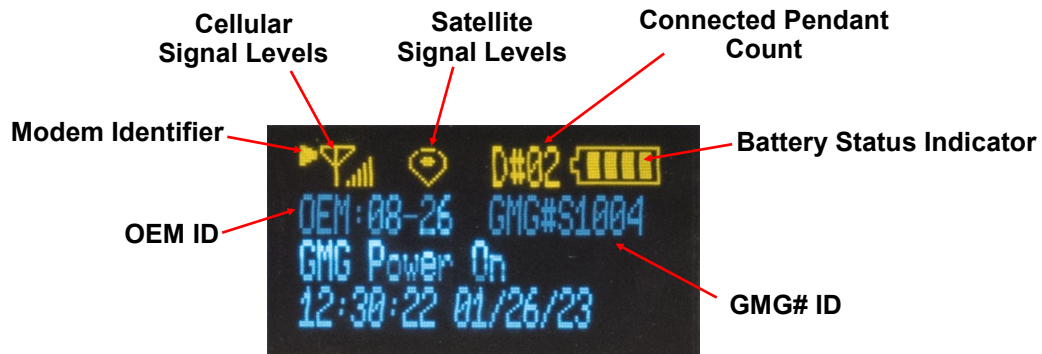 Cellular
Signal Levels
Satellite
Signal Levels
Connected Pendant
Count
Modem Identifier
Battery Status Indicator
D#02
OEM:08-26 GMG#S1004
OEM ID
GMG Power On
12:30:22 01/26/23
GMG# ID